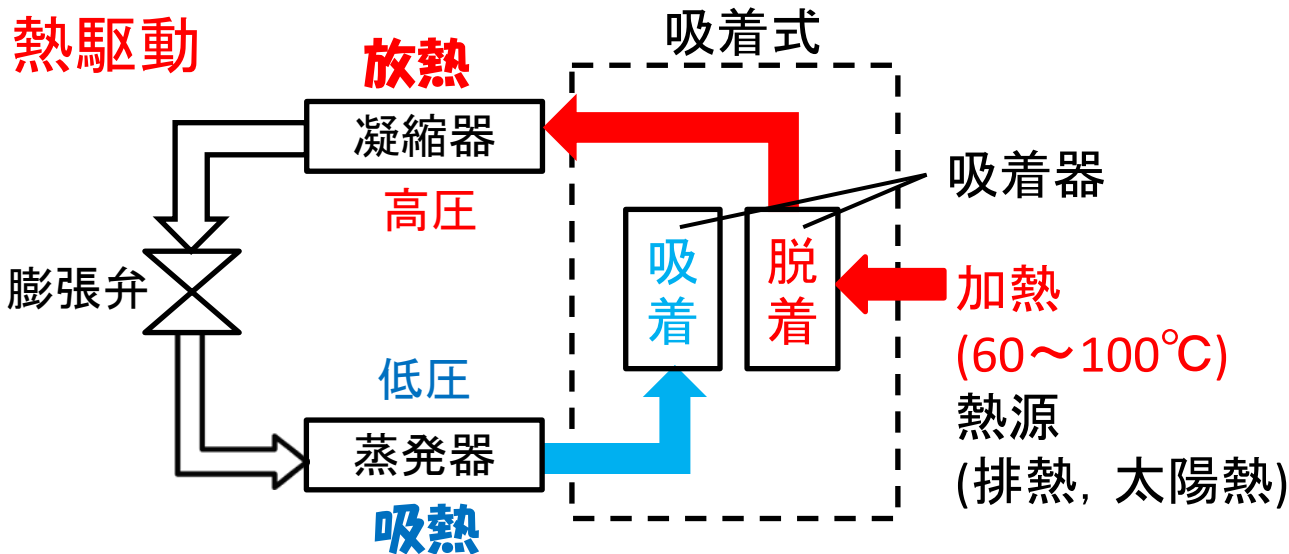 熱駆動
吸着式
放熱
凝縮器
高圧
吸着器
吸着
脱着
膨張弁
加熱
(60～100℃)
低圧
熱源
(排熱，太陽熱)
蒸発器
吸熱